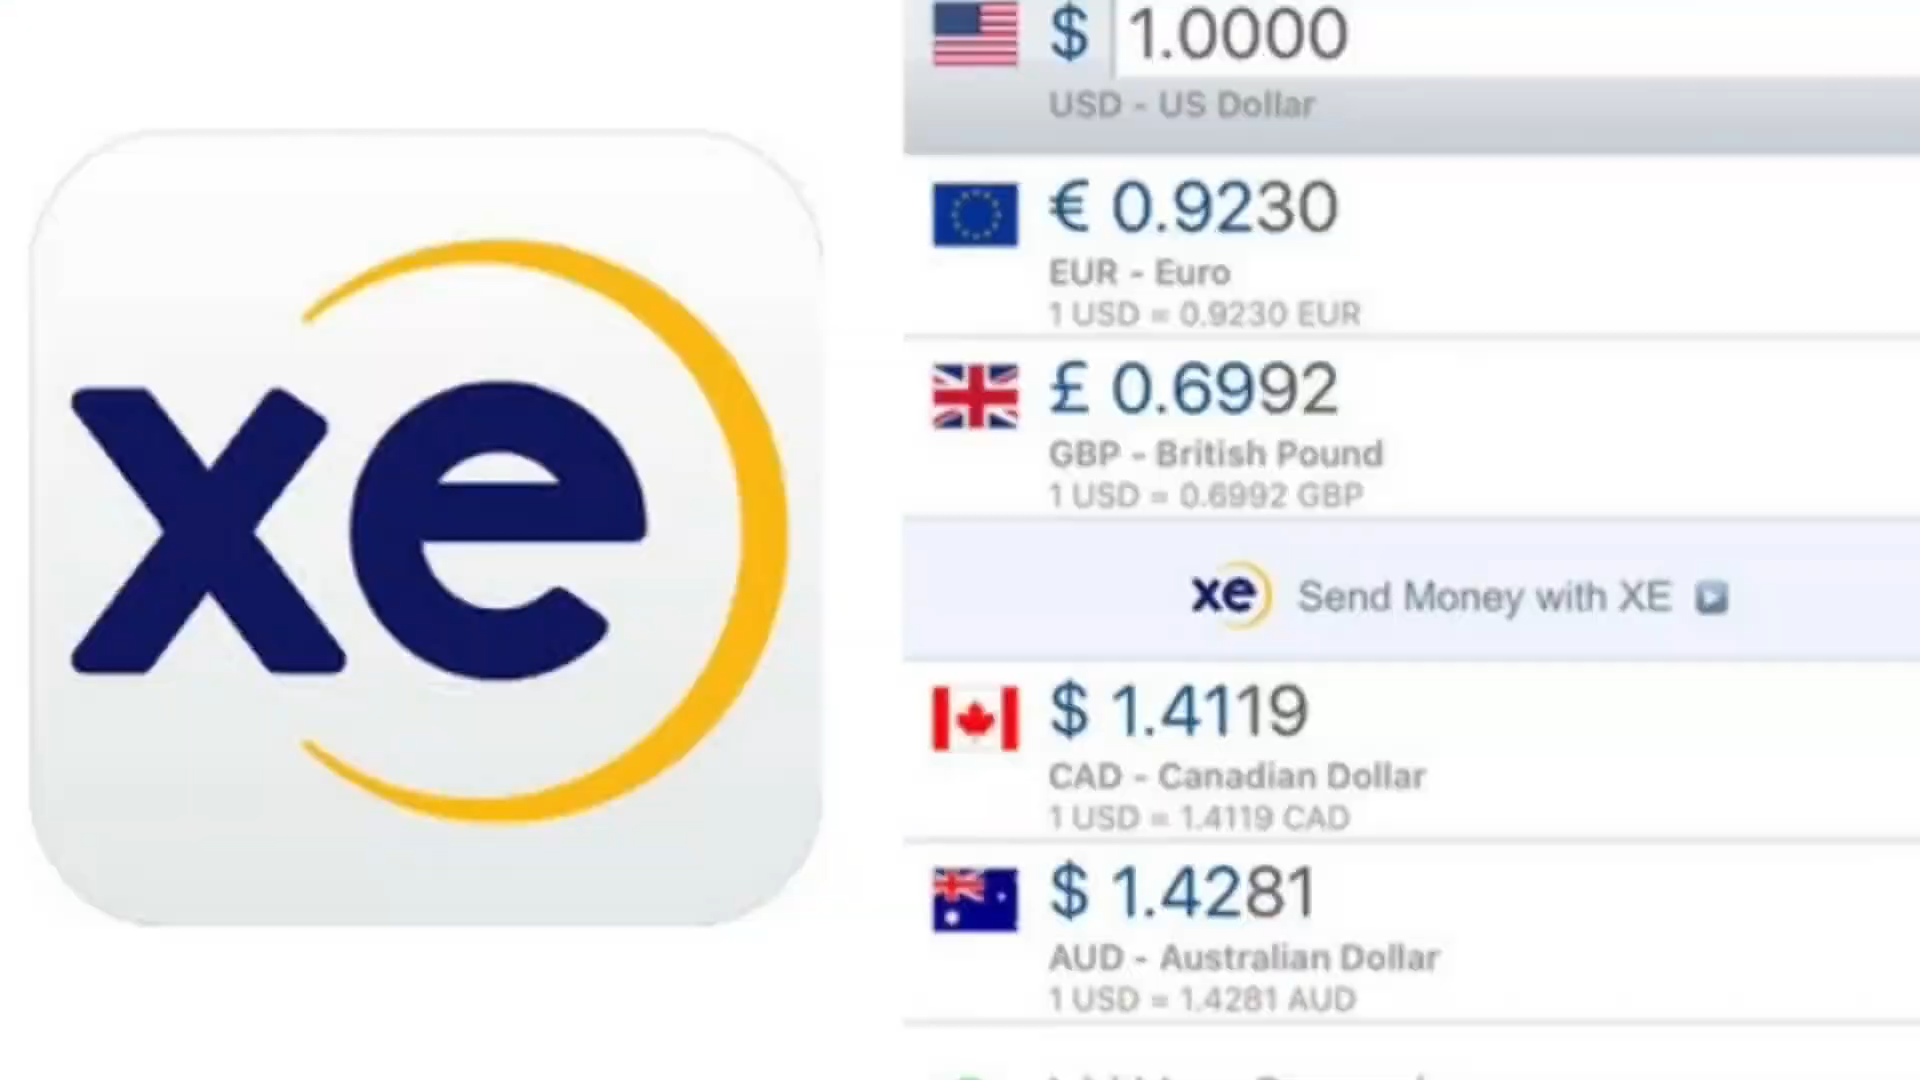 xe
$ 1.0000
USD - US Dollar
€ 0.9230
EUR - Euro
1 USD = 0.9230 EUR
£ 0.6992
GBP - British Pound
1 USD = 0.6992 GBP
xe Send Money with XE
$ 1.4119
CAD - Canadian Dollar
1 USD = 1.4119 CAD
$ 1.4281
AUD - Australian Dollar
1 USD = 1.4281 AUD